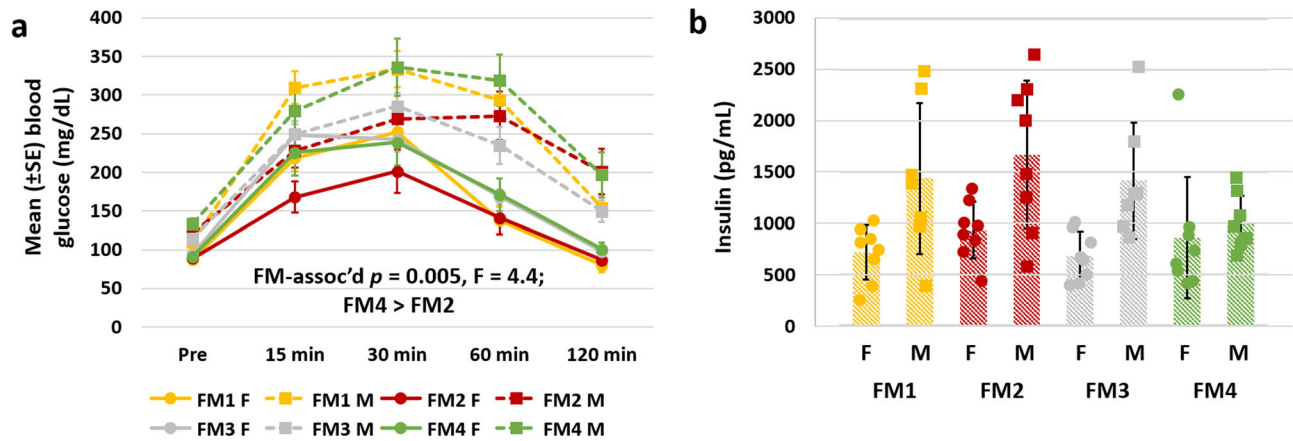 a
Mean (±SE) blood
glucose (mg/dL)
400
350
300
250
200
150
100
50
0
FM-assoc'd p = 0.005, F = 4.4;
FM4 > FM2
Pre 15 min 30 min 60 min 120 min
FM1 F FM1 M FM2 F FM2 M
FM3 F FM3 M FM4 F FM4 M
b
Insulin (pg/mL)
3000
2500
2000
1500
1000
500
0
F M F M F M F M
FM1 FM2 FM3 FM4